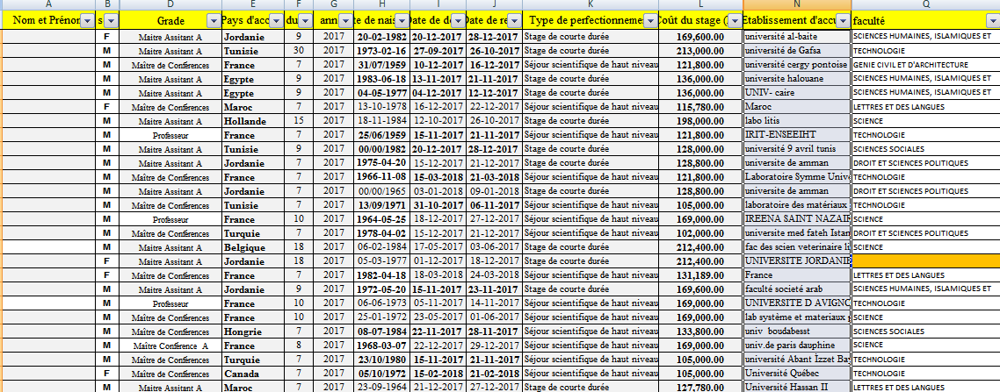 A B D E F G H I J K L N Q
Nom et Prénom s Grade Pays d'acc du ann te de nais Date de d Date de re Type de perfectionneme Coût du stage ( Etablissement d'accu faculté
F Maitre Assitant A Jordanie 9 2017 20-02-1982 20-12-2017 28-12-2017 Stage de courte durée 169,600.00 université al-baite SCIENCES HUMAINES, ISLAMIQUES ET
M Maitre Assitant A Tunisie 30 2017 1973-02-16 27-09-2017 26-10-2017 Stage de courte durée 213,000.00 université de Gafsa TECHNOLOGIE
M Maître de Conférences France 7 2017 31/07/1959 10-12-2017 16-12-2017 Séjour scientifique de haut niveau 121,800.00 université cergy pontoise GENIE CIVIL ET D'ARCHITECTURE
M Maitre Assitant A Egypte 9 2017 1983-06-18 13-11-2017 21-11-2017 Stage de courte durée 136,000.00 universite halouane SCIENCES HUMAINES, ISLAMIQUES ET
M Maitre Assitant A Egypte 9 2017 04-05-1977 04-12-2017 12-12-2017 Stage de courte durée 136,000.00 UNIV- caire SCIENCES HUMAINES, ISLAMIQUES ET
F Maître de Conférences Maroc 7 2017 13-10-1978 16-12-2017 22-12-2017 Séjour scientifique de haut niveau 115,780.00 Maroc LETTRES ET DES LANGUES
M Maitre Assitant A Hollande 15 2017 18-11-1984 12-10-2017 26-10-2017 Stage de courte durée 198,000.00 labo litis SCIENCE
M Professeur France 7 2017 25/06/1959 15-11-2017 21-11-2017 Séjour scientifique de haut niveau 121,800.00 IRIT-ENSEEIHT TECHNOLOGIE
M Maitre Assitant A Tunisie 9 2017 00/00/1982 20-12-2017 28-12-2017 Stage de courte durée 128,000.00 université 9 avril tunis SCIENCES SOCIALES
M Maitre Assitant A Jordanie 7 2017 1975-04-20 15-12-2017 21-12-2017 Stage de courte durée 128,800.00 universite de amman DROIT ET SCIENCES POLITIQUES
M Maître de Conférences France 7 2017 1966-11-08 15-03-2018 21-03-2018 Séjour scientifique de haut niveau 121,800.00 Laboratoire Symme Unive TECHNOLOGIE
F Maitre Assitant A Jordanie 7 2017 00/00/1965 03-01-2018 09-01-2018 Stage de courte durée 128,800.00 universite de amman DROIT ET SCIENCES POLITIQUES
M Maître de Conférences Tunisie 7 2017 13/09/1971 31-10-2017 06-11-2017 Séjour scientifique de haut niveau 105,000.00 laboratoire des matériaux TECHNOLOGIE
M Professeur France 10 2017 1964-05-25 18-12-2017 27-12-2017 Séjour scientifique de haut niveau 169,000.00 IREENA SAINT NAZAIR SCIENCE
M Maître de Conférences Turquie 7 2017 1978-04-02 15-12-2017 21-12-2017 Séjour scientifique de haut niveau 102,000.00 universite med fateh Istan DROIT ET SCIENCES POLITIQUES
M Maitre Assitant A Belgique 18 2017 06-02-1984 17-05-2017 03-06-2017 Stage de courte durée 212,400.00 fac des scien veterinaire li SCIENCE
F Maitre Assitant A Jordanie 18 2017 05-03-1977 01-12-2017 18-12-2017 Stage de courte durée 212,400.00 UNIVERSITE JORDANIE
F Maître de Conférences France 7 2017 1982-04-18 18-03-2018 24-03-2018 Séjour scientifique de haut niveau 131,189.00 France LETTRES ET DES LANGUES
M Maitre Assitant A Jordanie 9 2017 1972-05-20 15-11-2017 23-11-2017 Stage de courte durée 169,600.00 faculté societé arab SCIENCES HUMAINES, ISLAMIQUES ET
M Professeur France 10 2017 06-06-1973 05-11-2017 14-11-2017 Séjour scientifique de haut niveau 169,000.00 UNIVERSITE D AVIGNO TECHNOLOGIE
M Maître de Conférences France 10 2017 25-01-1972 23-05-2017 01-06-2017 Séjour scientifique de haut niveau 169,000.00 lab système et materiaux SCIENCE
M Maître de Conférences Hongrie 7 2017 08-07-1984 22-11-2017 28-11-2017 Séjour scientifique de haut niveau 133,800.00 univ boudabesst SCIENCES SOCIALES
M Maitre Conférence A France 8 2017 1968-03-07 22-12-2017 29-12-2017 Séjour scientifique de haut niveau 169,000.00 univ.de paris dauphine SCIENCE
M Maître de Conférences Turquie 7 2017 23/10/1980 15-11-2017 21-11-2017 Séjour scientifique de haut niveau 105,000.00 université Abant İzzet Bay TECHNOLOGIE
F Maître de Conférences Canada 7 2017 05/10/1972 15-02-2018 21-02-2018 Séjour scientifique de haut niveau 105,000.00 Université Québec TECHNOLOGIE
M Maitre Assitant A Maroc 7 2017 23-09-1964 21-12-2017 27-12-2017 Stage de courte durée 127,780.00 Université Hassan II LETTRES ET DES LANGUES